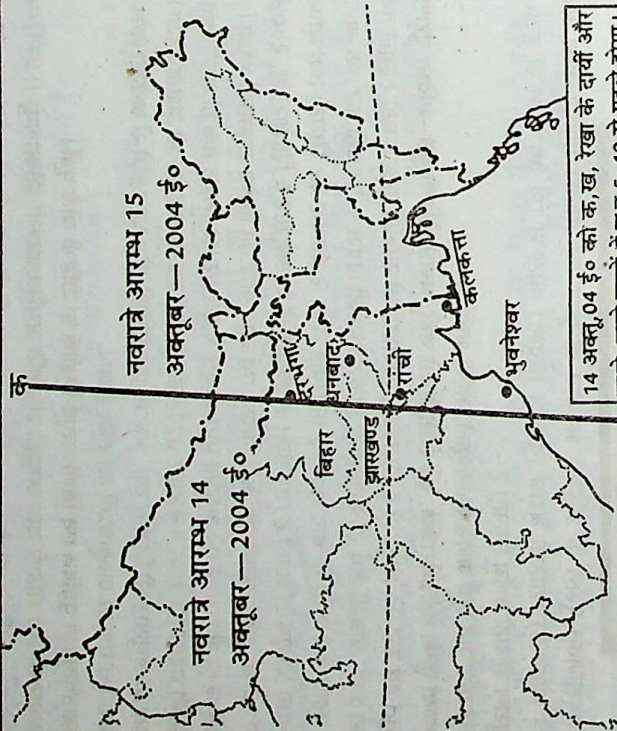 क
नवरात्रे आरम्भ 15
अक्तूबर—2004 ई०
नवरात्रे आरम्भ 14
अक्तूबर—2004 ई०
दरभंगा
धनबाद
बिहार
रांची
झारखण्ड
कलकत्ता
भुवनेश्वर
14 अक्तू,04 ई० को क,ख, रेखा के दायीं और